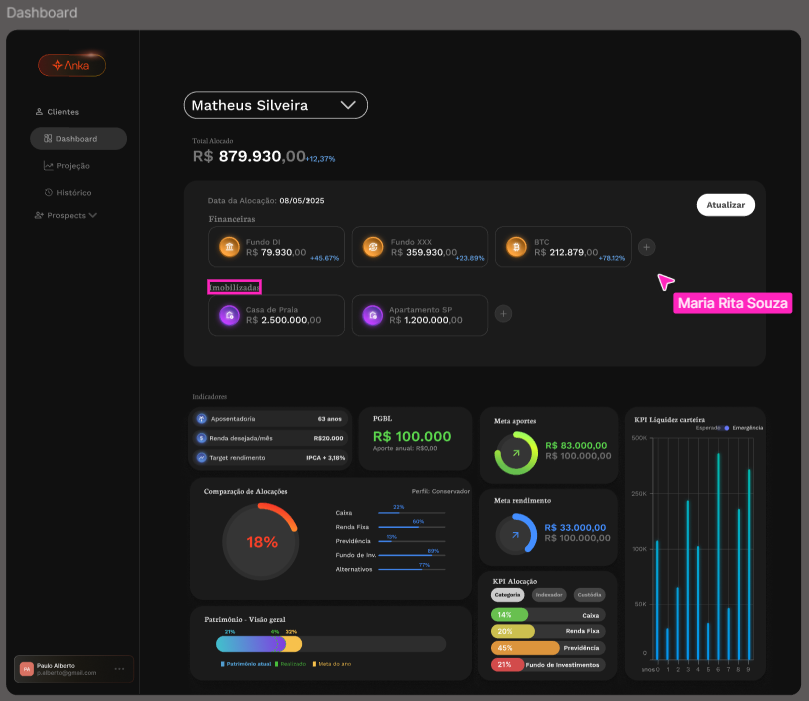 Dashboard
Anka
Clientes
Dashboard
Projeção
Histórico
Prospects
PA
Paulo Alberto
p.alberto@gmail.com
Matheus Silveira
Total Alocado
R$ 879.930,00 +12,37%
Data da Alocação: 08/05/2025
Atualizar
Financeiras
Fundo DI
R$ 79.930,00
+45.67%
Fundo XXX
R$ 359.930,00
+23.89%
BTC
R$ 212.879,00
+78.12%
Imobilizadas
Casa de Praia
R$ 2.500.000,00
Apartamento SP
R$ 1.200.000,00
Maria Rita Souza
Indicadores
Aposentadoria 63 anos
Renda desejada/mês R$20.000
Target rendimento IPCA + 3,18%
PGBL
R$ 100.000
Aporte anual: R$0,00
Meta aportes
R$ 83.000,00
R$ 100.000,00
Meta rendimento
R$ 33.000,00
R$ 100.000,00
KPI Liquidez carteira
Esperado Emergência
500K
250K
100K
50K
0
anos 0 1 2 3 4 5 6 7 8 9
Comparação de Alocações
Perfil: Conservador
18%
Caixa 22%
Renda Fixa 60%
Previdência 13%
Fundo de Inv. 69%
Alternativos 77%
KPI Alocação
Categoria Indexador Custódia
14% Caixa
20% Renda Fixa
45% Previdência
21% Fundo de Investimentos
Patrimônio - Visão geral
21% 6% 32%
Patrimônio atual Realizado Meta do ano